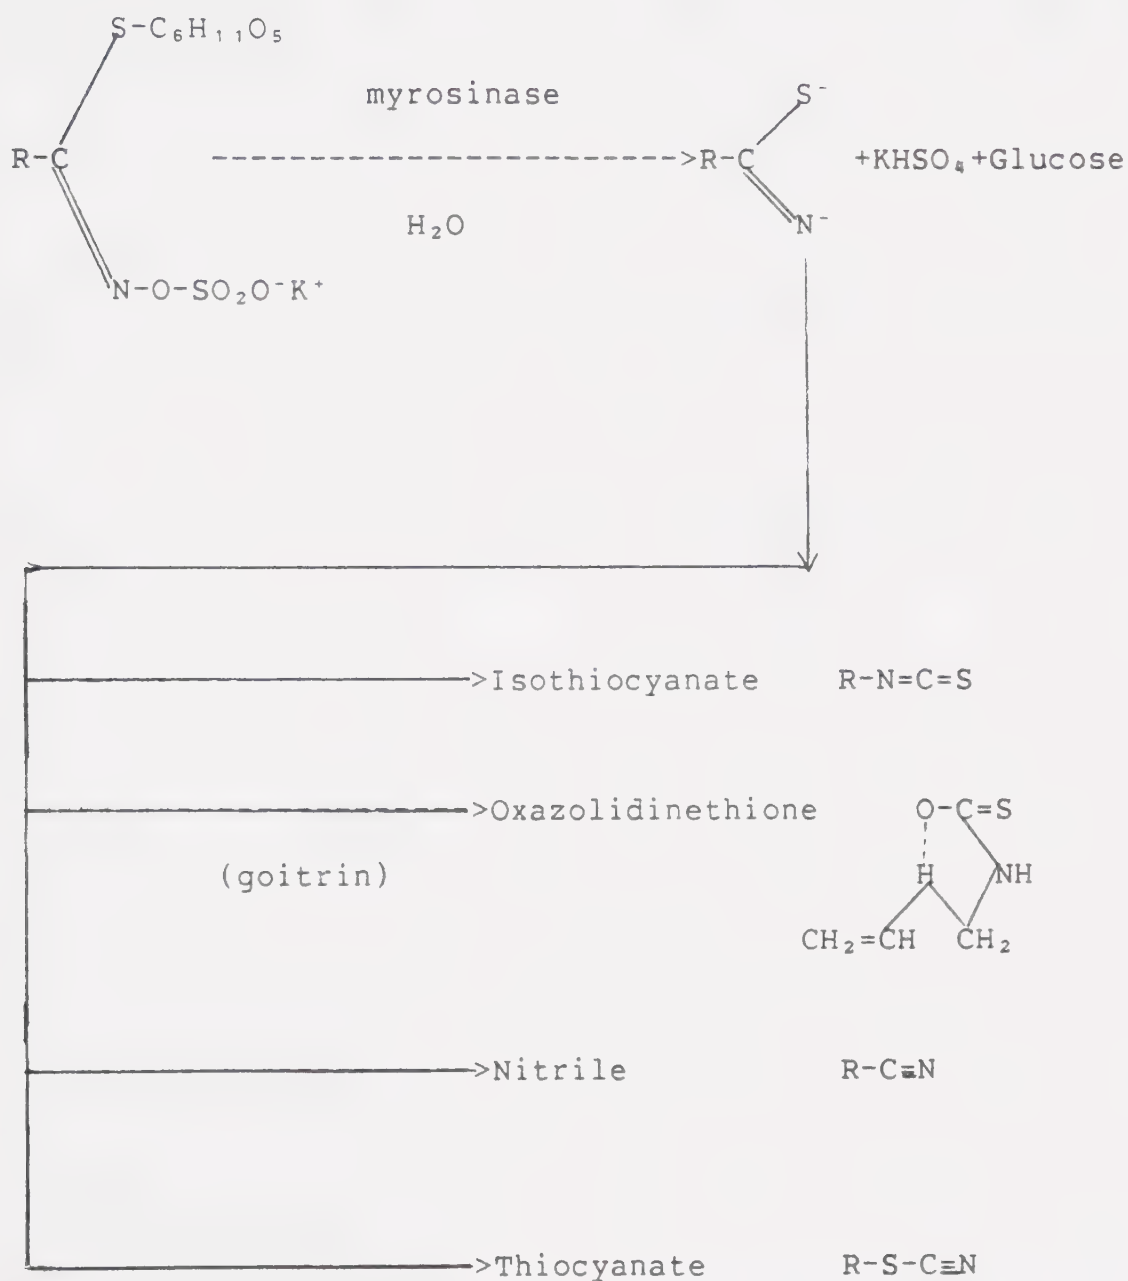 S-C₆H₁₁O₅
myrosinase
S⁻
R-C ---------------------->R-C +KHSO₄+Glucose
H₂O
N⁻
N-O-SO₂O⁻K⁺
>Isothiocyanate R-N=C=S
>Oxazolidinethione O-C=S
(goitrin) H NH
CH₂=CH CH₂
>Nitrile R-C≡N
>Thiocyanate R-S-C≡N